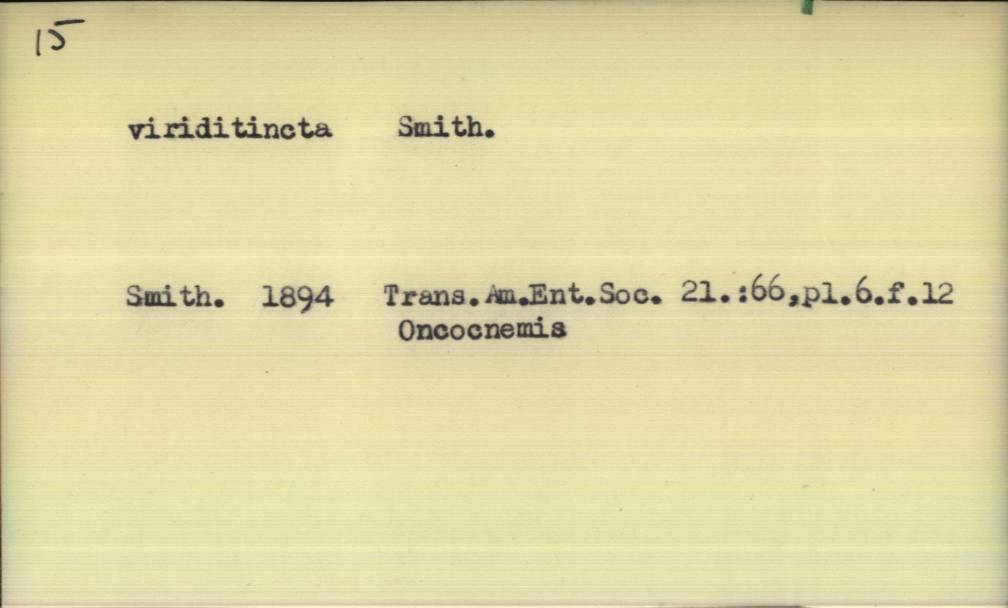 15
viriditincta Smith.
Smith. 1894 Trans.Am.Ent.Soc. 21.:66,pl.6.f.12
Oncocnemis